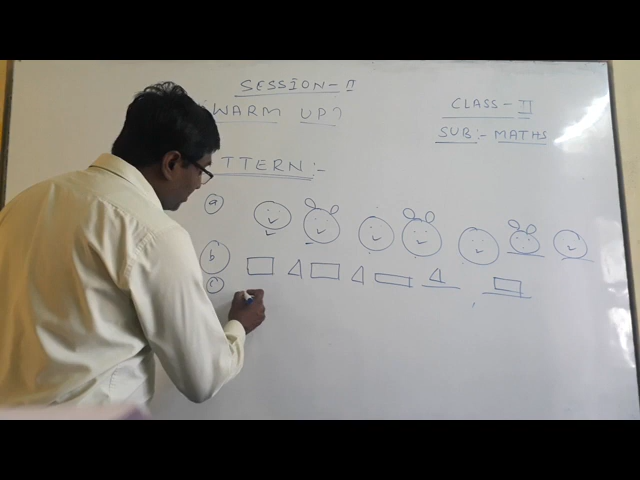 SESSION-II
"WARM UP"
CLASS-II
SUB:- MATHS
TTERN:-
a
b
c